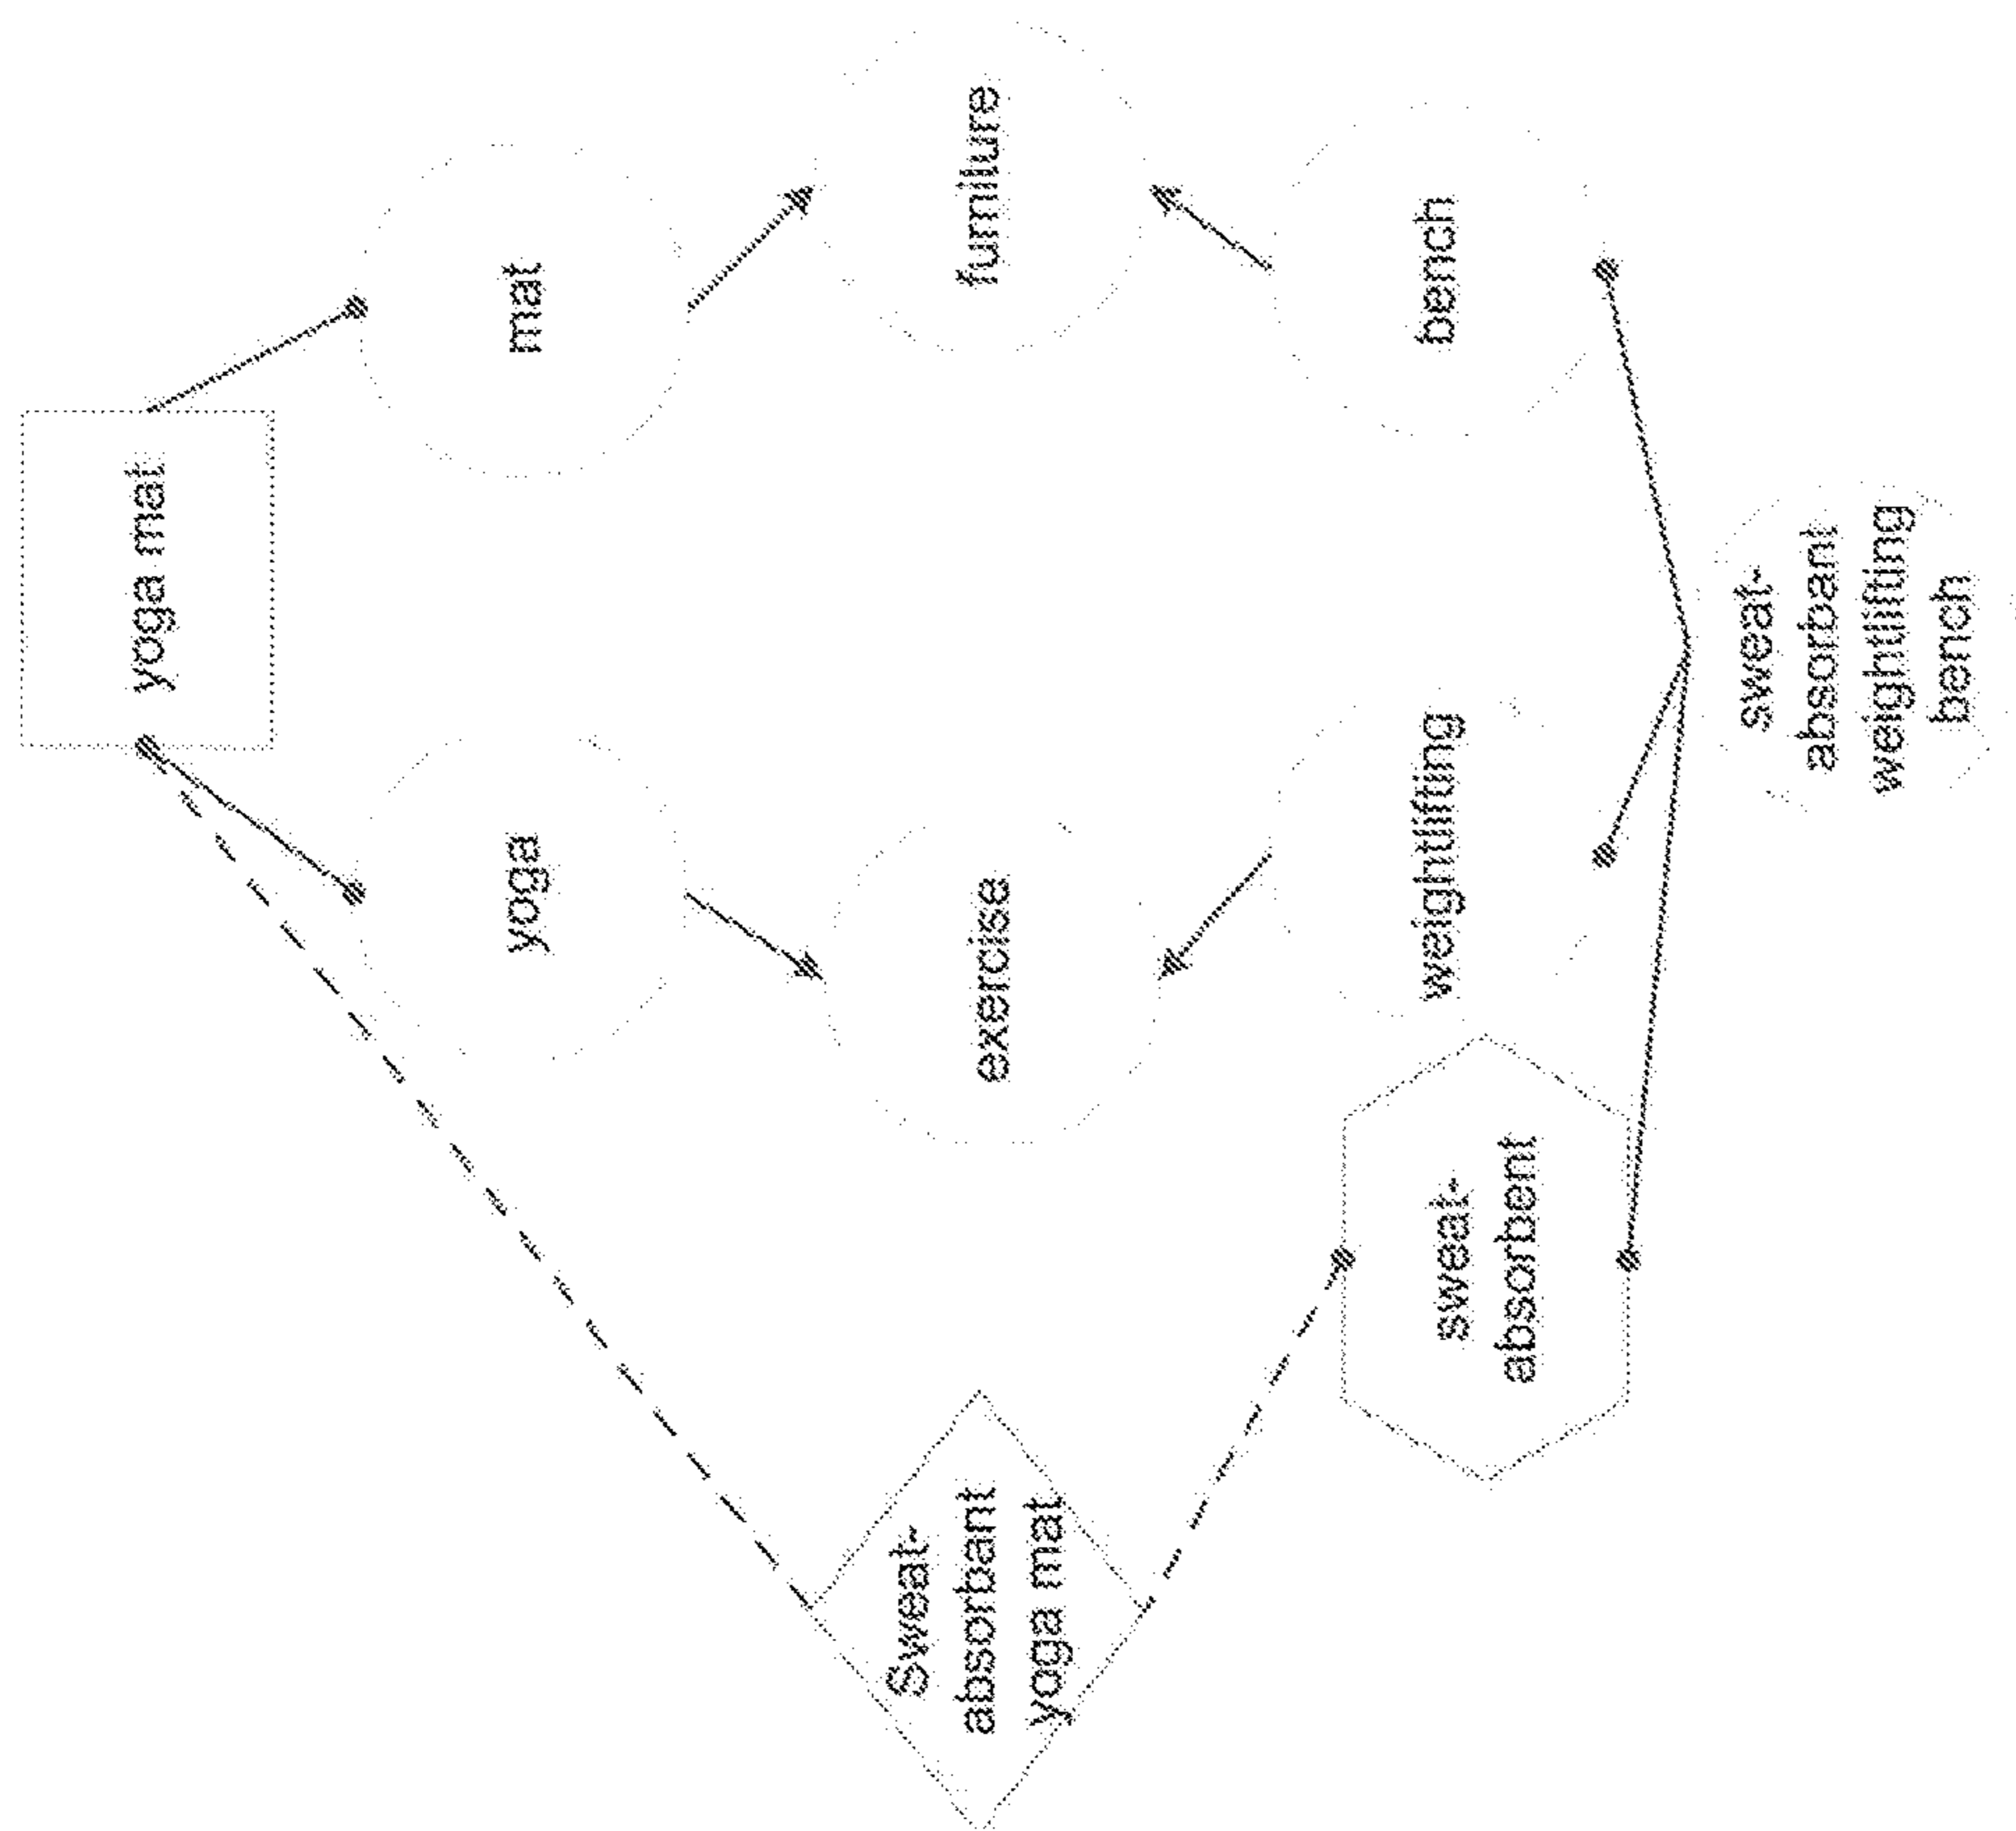 yoga mat
yoga
mat
Sweat-
absorbant
yoga mat
exercise
furniture
sweat-
absorbent
weightlifting
bench
sweat-
absorbant
weightlifting
bench